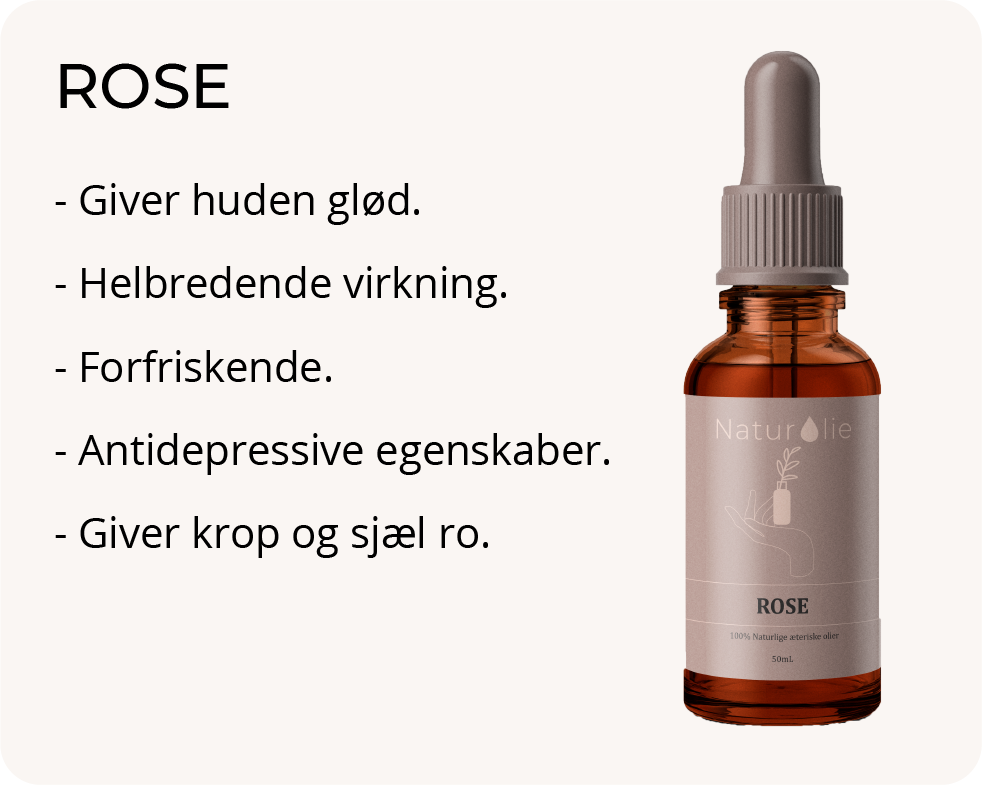 ROSE
- Giver huden glød.
- Helbredende virkning.
- Forfriskende.
- Antidepressive egenskaber.
- Giver krop og sjæl ro.
Naturolie
ROSE
100% Naturlige æteriske olier
50mL